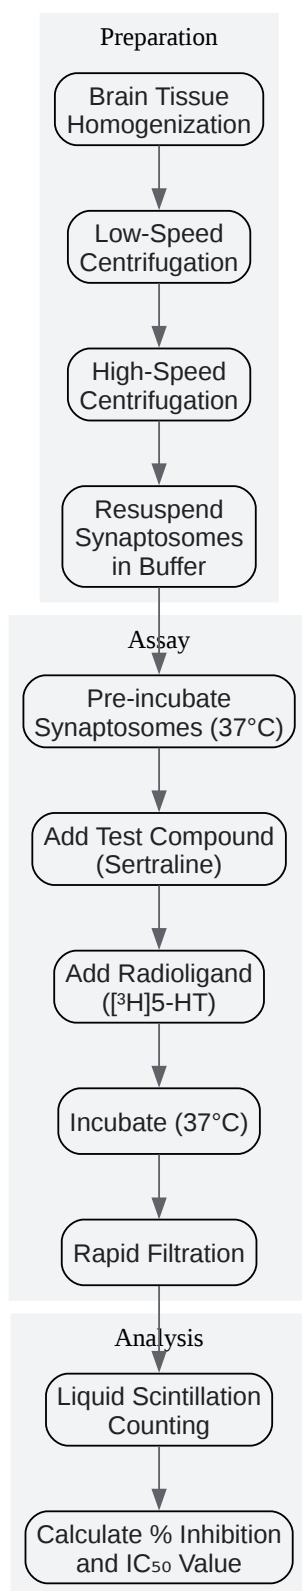 Preparation
Brain Tissue
Homogenization
Low-Speed
Centrifugation
High-Speed
Centrifugation
Resuspend
Synaptosomes
in Buffer
Assay
Pre-incubate
Synaptosomes (37°C)
Add Test Compound
(Sertraline)
Add Radioligand
([³H]5-HT)
Incubate (37°C)
Rapid Filtration
Analysis
Liquid Scintillation
Counting
Calculate % Inhibition
and IC₅₀ Value